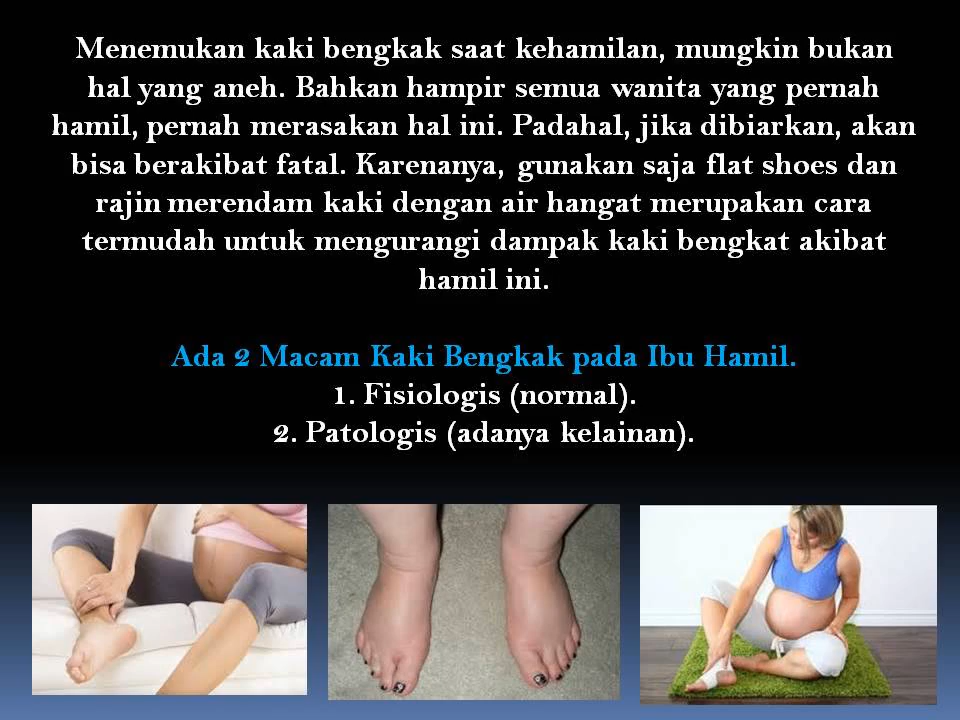 Menemukan kaki bengkak saat kehamilan, mungkin bukan
hal yang aneh. Bahkan hampir semua wanita yang pernah
hamil, pernah merasakan hal ini. Padahal, jika dibiarkan, akan
bisa berakibat fatal. Karenanya, gunakan saja flat shoes dan
rajin merendam kaki dengan air hangat merupakan cara
termudah untuk mengurangi dampak kaki bengkat akibat
hamil ini.
Ada 2 Macam Kaki Bengkak pada Ibu Hamil.
1. Fisiologis (normal).
2. Patologis (adanya kelainan).